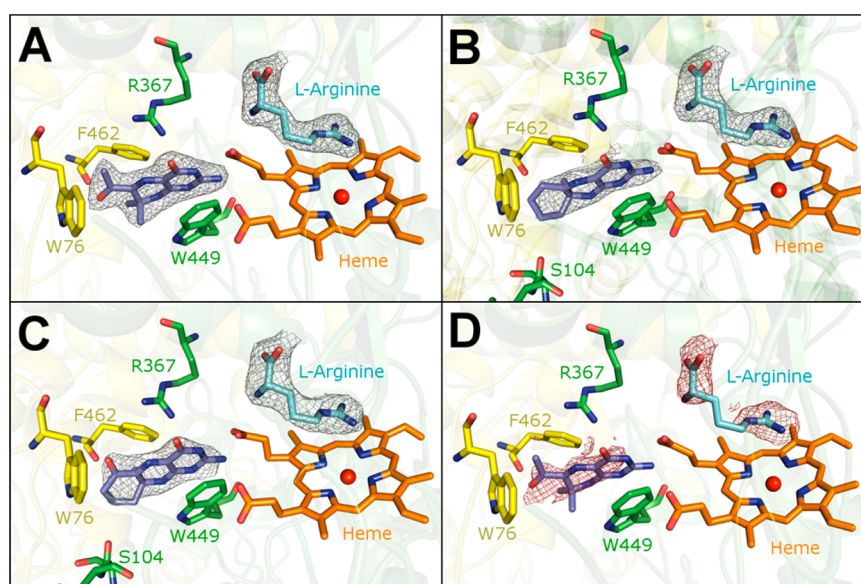 A
R367
L-Arginine
F462
W76
W449
Heme
B
R367
L-Arginine
F462
W76
W449
S104
Heme
C
R367
L-Arginine
F462
W76
W449
S104
Heme
D
R367
L-Arginine
F462
W76
W449
Heme